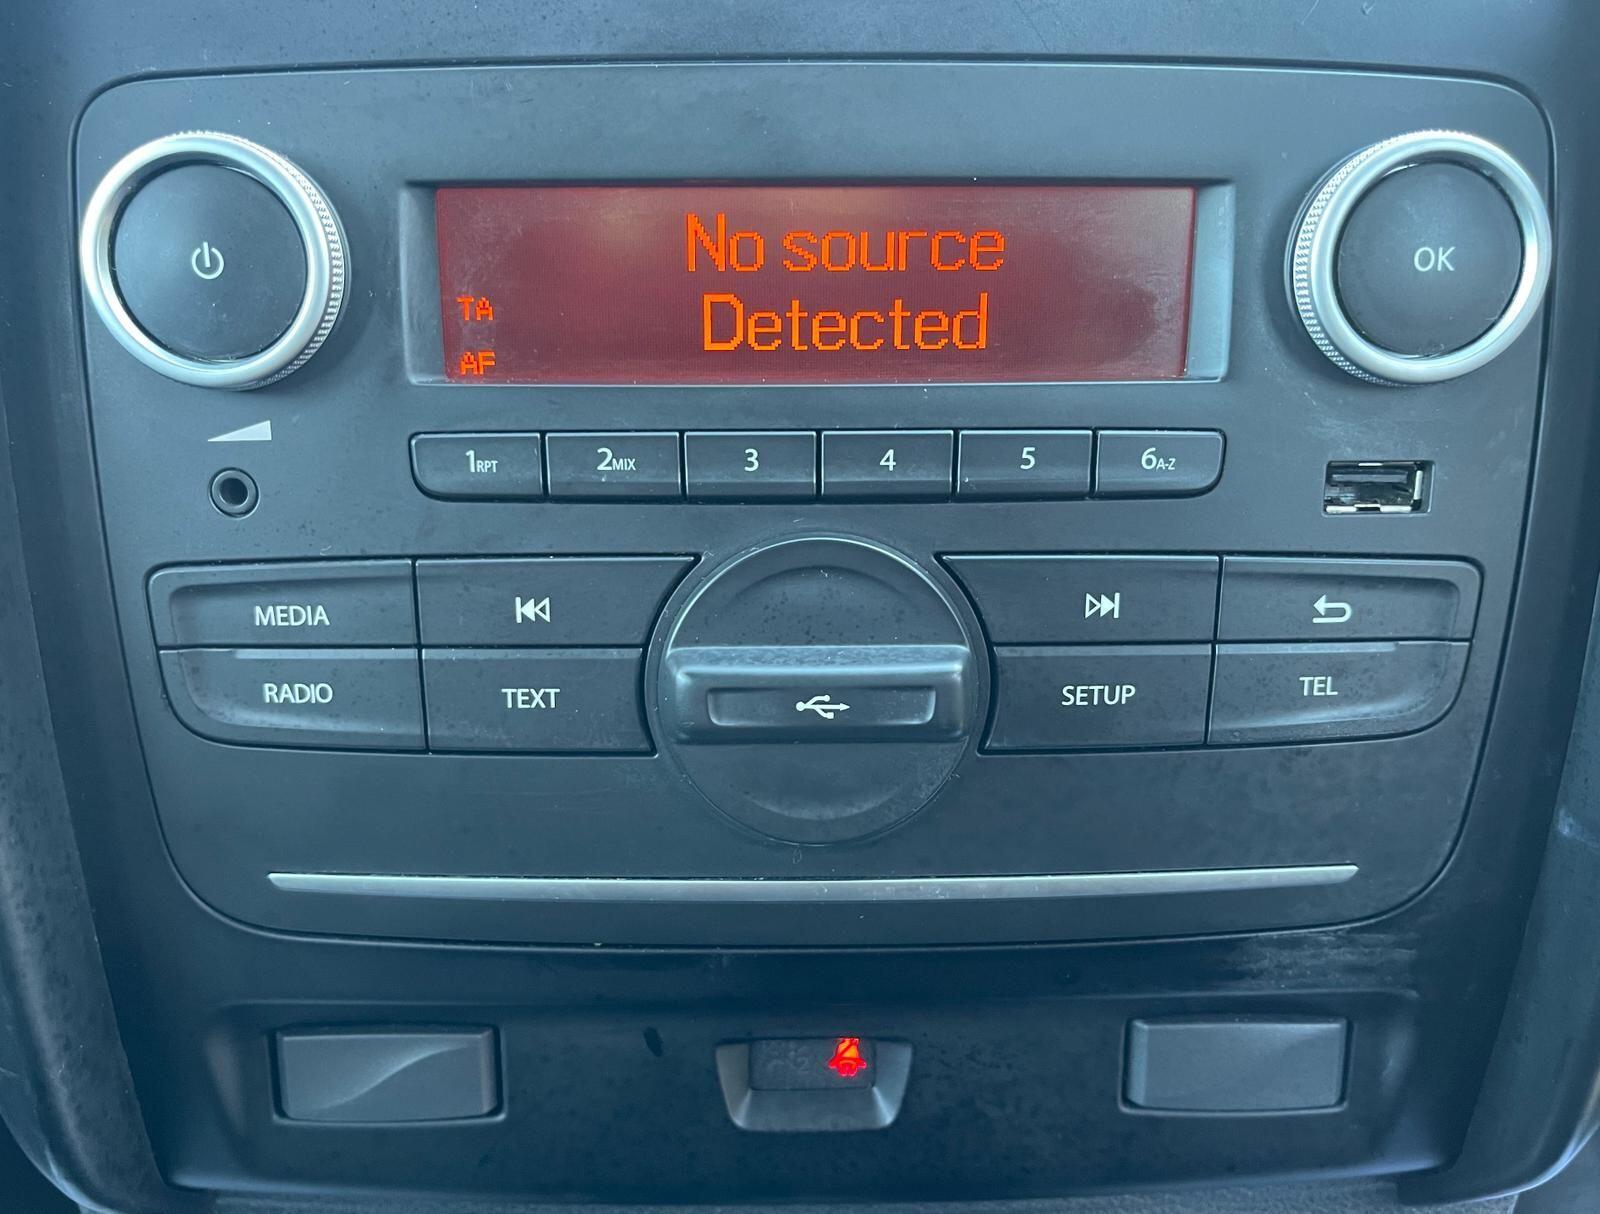 No source
Detected
TA
AF
OK
1RPT 2MIX 3 4 5 6A-Z
MEDIA
RADIO TEXT SETUP TEL